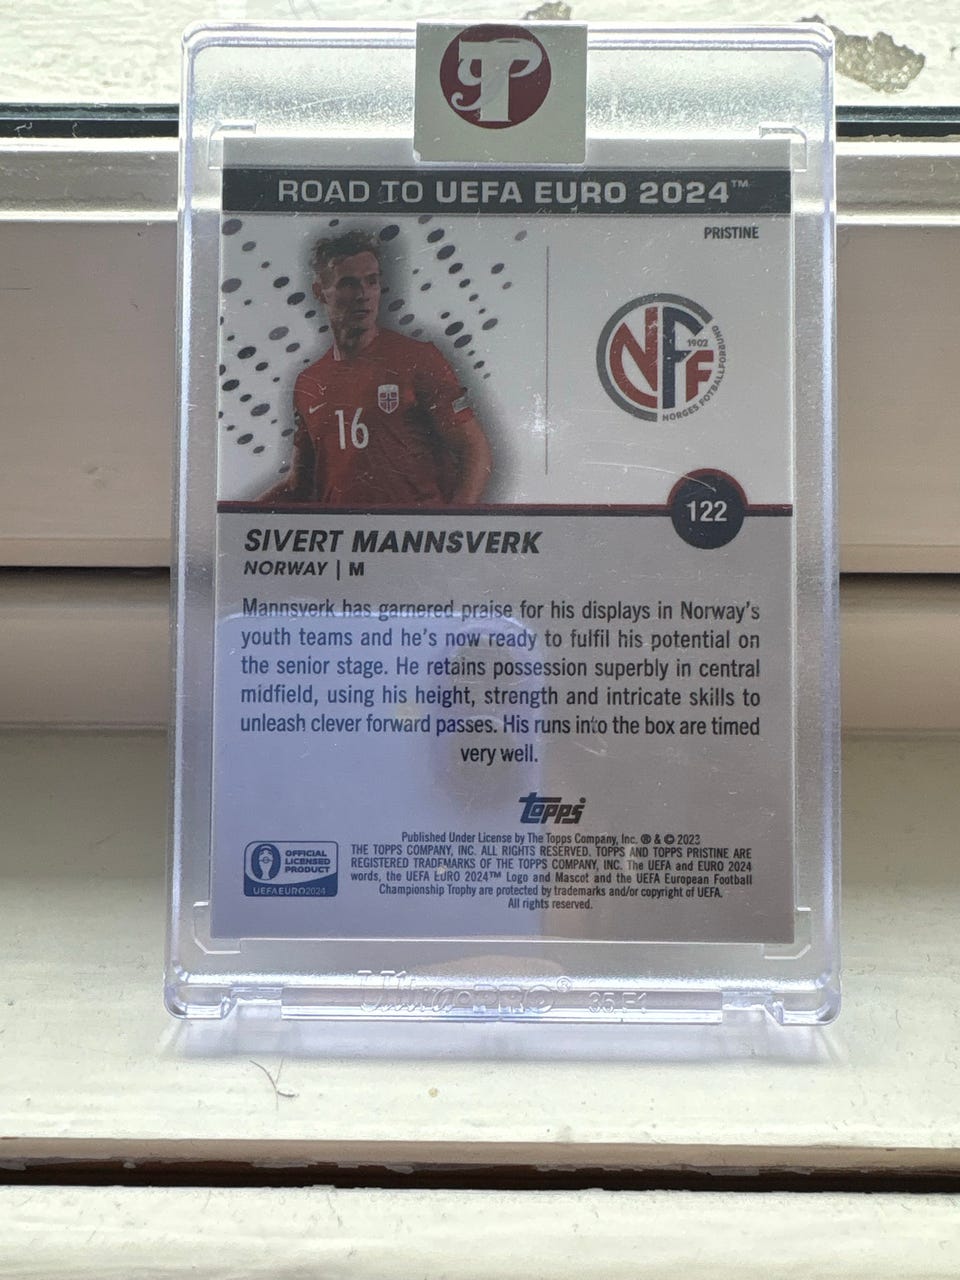 PT
ROAD TO UEFA EURO 2024™
PRISTINE
NFF
1902
NORGES FOTBALLFORBUND
16
122
SIVERT MANNSVERK
NORWAY | M
Mannsverk has garnered praise for his displays in Norway's
youth teams and he's now ready to fulfil his potential on
the senior stage. He retains possession superbly in central
midfield, using his height, strength and intricate skills to
unleash clever forward passes. His runs into the box are timed
very well.
topps
Published Under License by The Topps Company, Inc. ® & © 2023
THE TOPPS COMPANY, INC. ALL RIGHTS RESERVED. TOPPS AND TOPPS PRISTINE ARE
REGISTERED TRADEMARKS OF THE TOPPS COMPANY, INC. The UEFA and EURO 2024
words, the UEFA EURO 2024™ Logo and Mascot and the UEFA European Football
Championship Trophy are protected by trademarks and/or copyright of UEFA.
All rights reserved.
OFFICIAL
LICENSED
PRODUCT
UEFA EURO2024
Ultra·PRO® 35PT